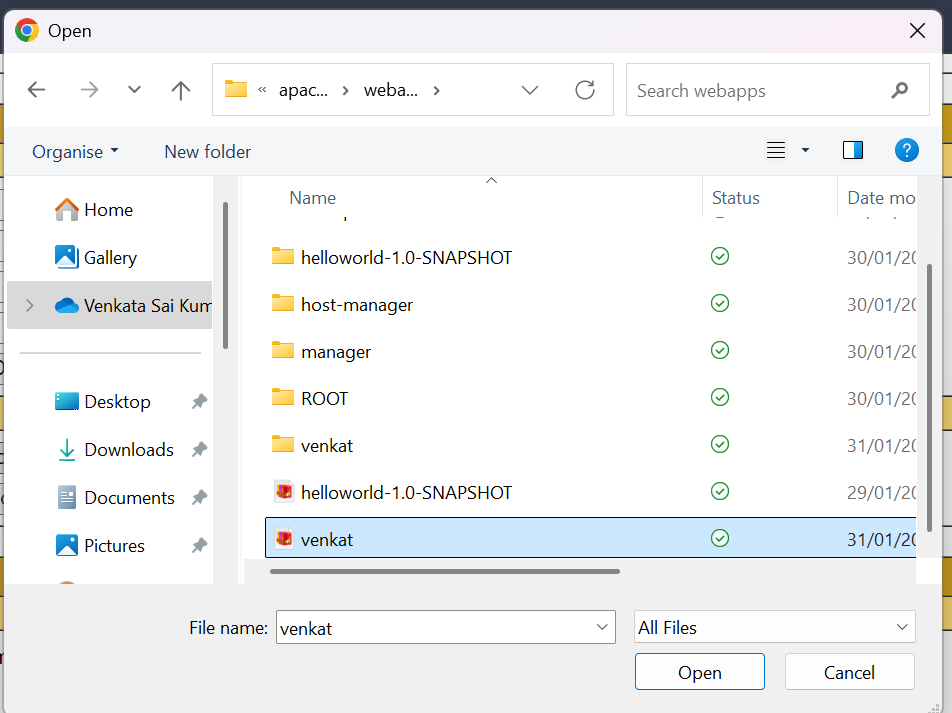 Open
« apac... › weba... ›
Search webapps
Organise
New folder
?
Name
Status
Date mo
Home
Gallery
Venkata Sai Kum
Desktop
Downloads
Documents
Pictures
helloworld-1.0-SNAPSHOT
30/01/20
host-manager
30/01/20
manager
30/01/20
ROOT
30/01/20
venkat
31/01/20
helloworld-1.0-SNAPSHOT
29/01/20
venkat
31/01/20
File name:
venkat
All Files
Open
Cancel